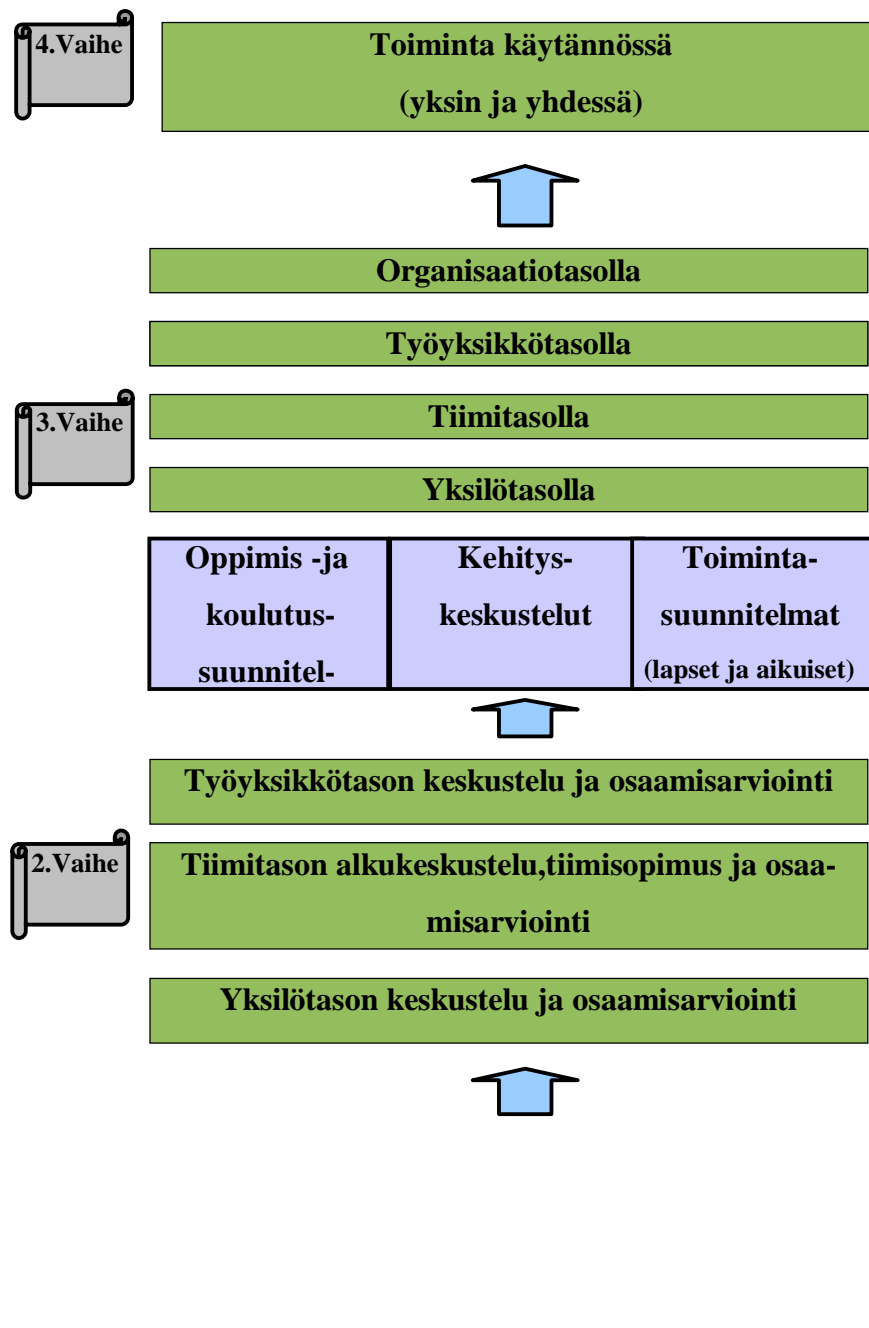 4.Vaihe
Toiminta käytännössä
(yksin ja yhdessä)
Organisaatiotasolla
Työyksikkötasolla
3.Vaihe
Tiimitasolla
Yksilötasolla
Oppimis -ja
koulutus-
suunnitel-
Kehitys-
keskustelut
Toiminta-
suunnitelmat
(lapset ja aikuiset)
Työyksikkötason keskustelu ja osaamisarviointi
2.Vaihe
Tiimitason alkukeskustelu,tiimisopimus ja osaa-
misarviointi
Yksilötason keskustelu ja osaamisarviointi